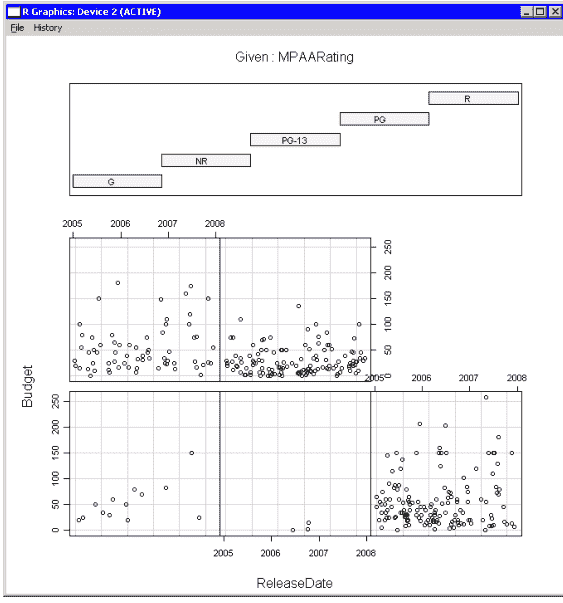 R Graphics: Device 2 (ACTIVE)
File History
Given : MPAARating
R
PG
PG-13
NR
G
2005 2006 2007 2008
0 50 100 150 200 250
2005 2006 2007 2008
Budget
0 50 100 150 200 250
2005 2006 2007 2008
ReleaseDate